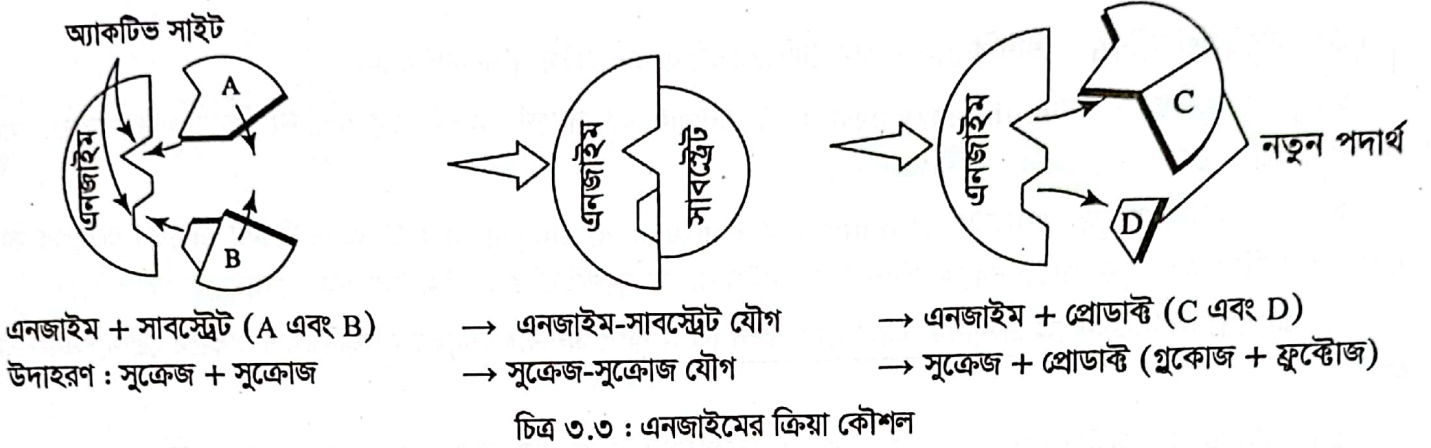 অ্যাকটিভ সাইট
এনজাইম
A
B
এনজাইম
সাবস্ট্রেট
এনজাইম
C
D
নতুন পদার্থ
এনজাইম + সাবস্ট্রেট (A এবং B) → এনজাইম-সাবস্ট্রেট যৌগ → এনজাইম + প্রোডাক্ট (C এবং D)
উদাহরণ : সুক্রেজ + সুক্রোজ → সুক্রেজ-সুক্রোজ যৌগ → সুক্রেজ + প্রোডাক্ট (গ্লুকোজ + ফ্রুক্টোজ)
চিত্র ৩.৩ : এনজাইমের ক্রিয়া কৌশল